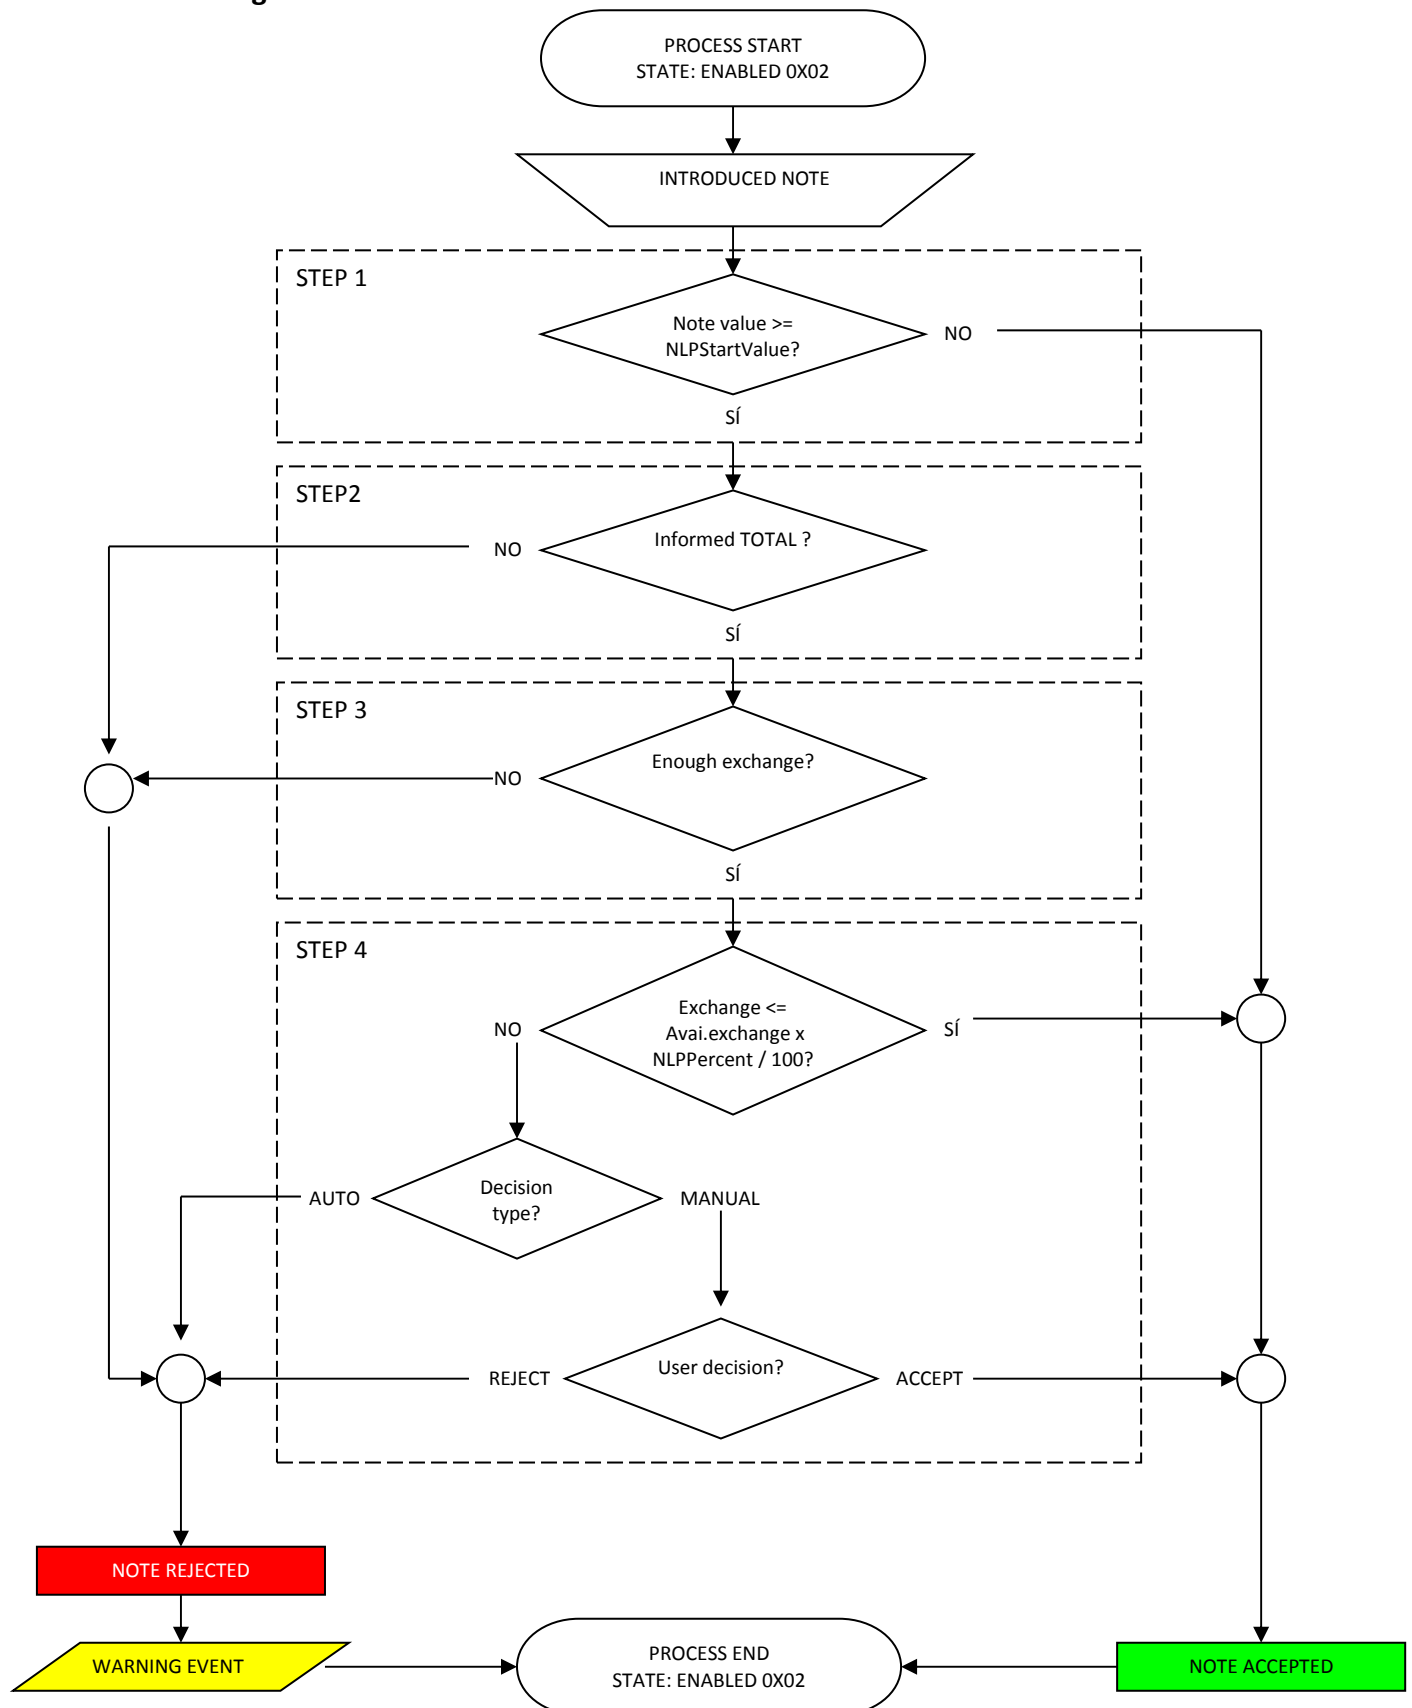 PROCESS START
STATE: ENABLED 0X02
INTRODUCED NOTE
STEP 1
Note value >=
NLPStartValue?
NO
SÍ
STEP2
Informed TOTAL ?
NO
SÍ
STEP 3
Enough exchange?
NO
SÍ
STEP 4
Exchange <=
Avai.exchange x
NLPPercent / 100?
NO
SÍ
Decision
type?
AUTO
MANUAL
User decision?
REJECT
ACCEPT
NOTE REJECTED
WARNING EVENT
PROCESS END
STATE: ENABLED 0X02
NOTE ACCEPTED